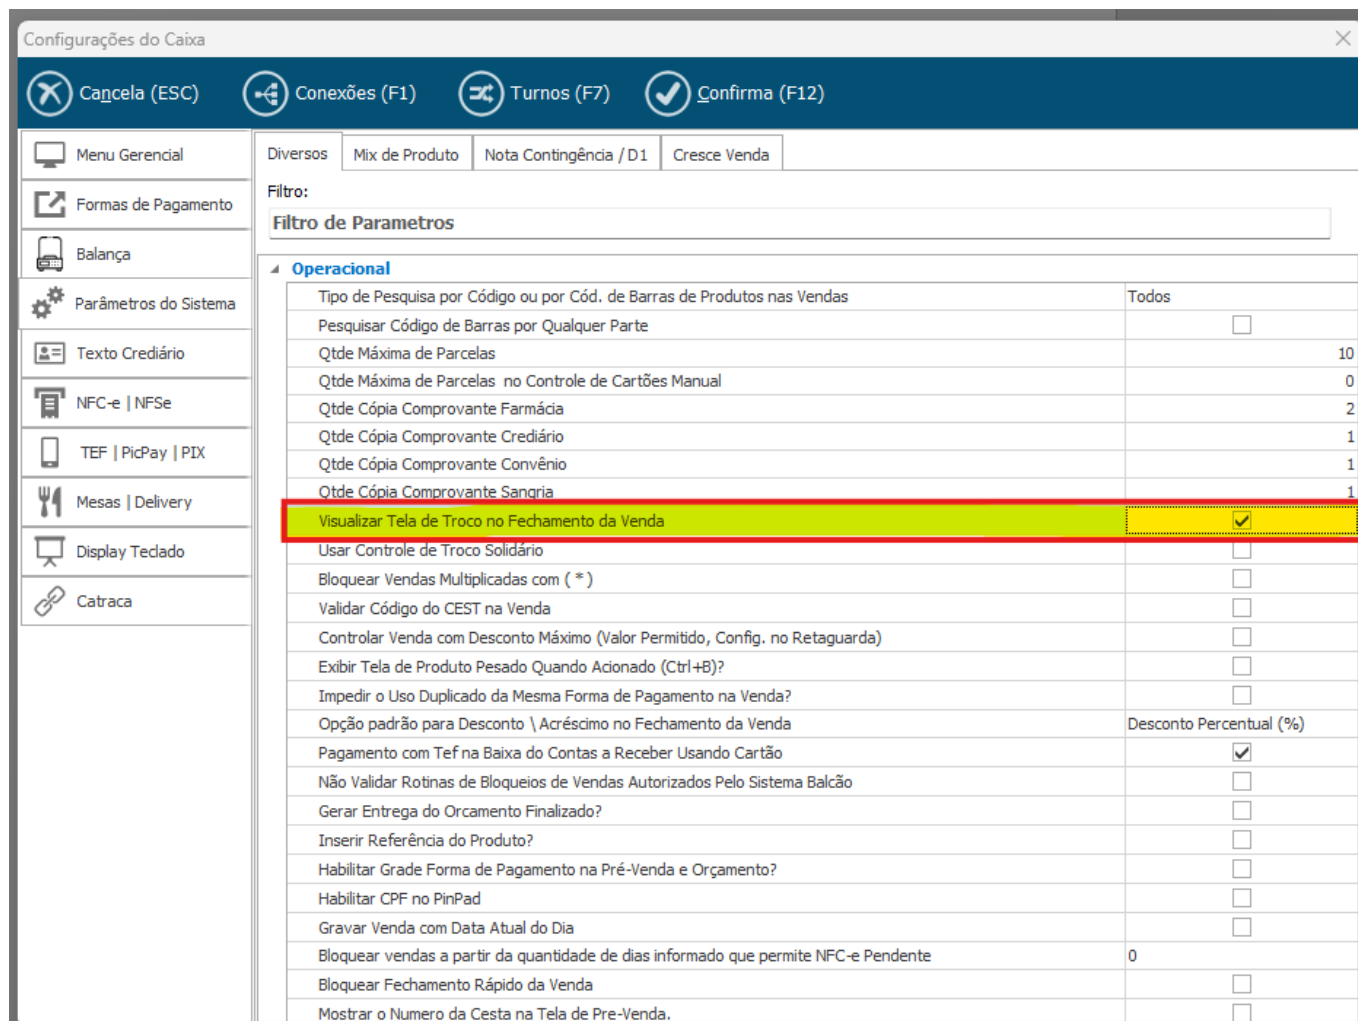 Configurações do Caixa
Cancela (ESC)
Conexões (F1)
Turnos (F7)
Confirma (F12)
Menu Gerencial
Formas de Pagamento
Balança
Parâmetros do Sistema
Texto Crediário
NFC-e | NFSe
TEF | PicPay | PIX
Mesas | Delivery
Display Teclado
Catraca
Diversos
Mix de Produto
Nota Contingência / D1
Cresce Venda
Filtro:
Filtro de Parametros
Operacional
Tipo de Pesquisa por Código ou por Cód. de Barras de Produtos nas Vendas Todos
Pesquisar Código de Barras por Qualquer Parte
Qtde Máxima de Parcelas 10
Qtde Máxima de Parcelas  no Controle de Cartões Manual 0
Qtde Cópia Comprovante Farmácia 2
Qtde Cópia Comprovante Crediário 1
Qtde Cópia Comprovante Convênio 1
Qtde Cópia Comprovante Sangria 1
Visualizar Tela de Troco no Fechamento da Venda
Usar Controle de Troco Solidário
Bloquear Vendas Multiplicadas com ( * )
Validar Código do CEST na Venda
Controlar Venda com Desconto Máximo (Valor Permitido, Config. no Retaguarda)
Exibir Tela de Produto Pesado Quando Acionado (Ctrl+B)?
Impedir o Uso Duplicado da Mesma Forma de Pagamento na Venda?
Opção padrão para Desconto \ Acréscimo no Fechamento da Venda Desconto Percentual (%)
Pagamento com Tef na Baixa do Contas a Receber Usando Cartão
Não Validar Rotinas de Bloqueios de Vendas Autorizados Pelo Sistema Balcão
Gerar Entrega do Orcamento Finalizado?
Inserir Referência do Produto?
Habilitar Grade Forma de Pagamento na Pré-Venda e Orçamento?
Habilitar CPF no PinPad
Gravar Venda com Data Atual do Dia
Bloquear vendas a partir da quantidade de dias informado que permite NFC-e Pendente 0
Bloquear Fechamento Rápido da Venda
Mostrar o Numero da Cesta na Tela de Pre-Venda.